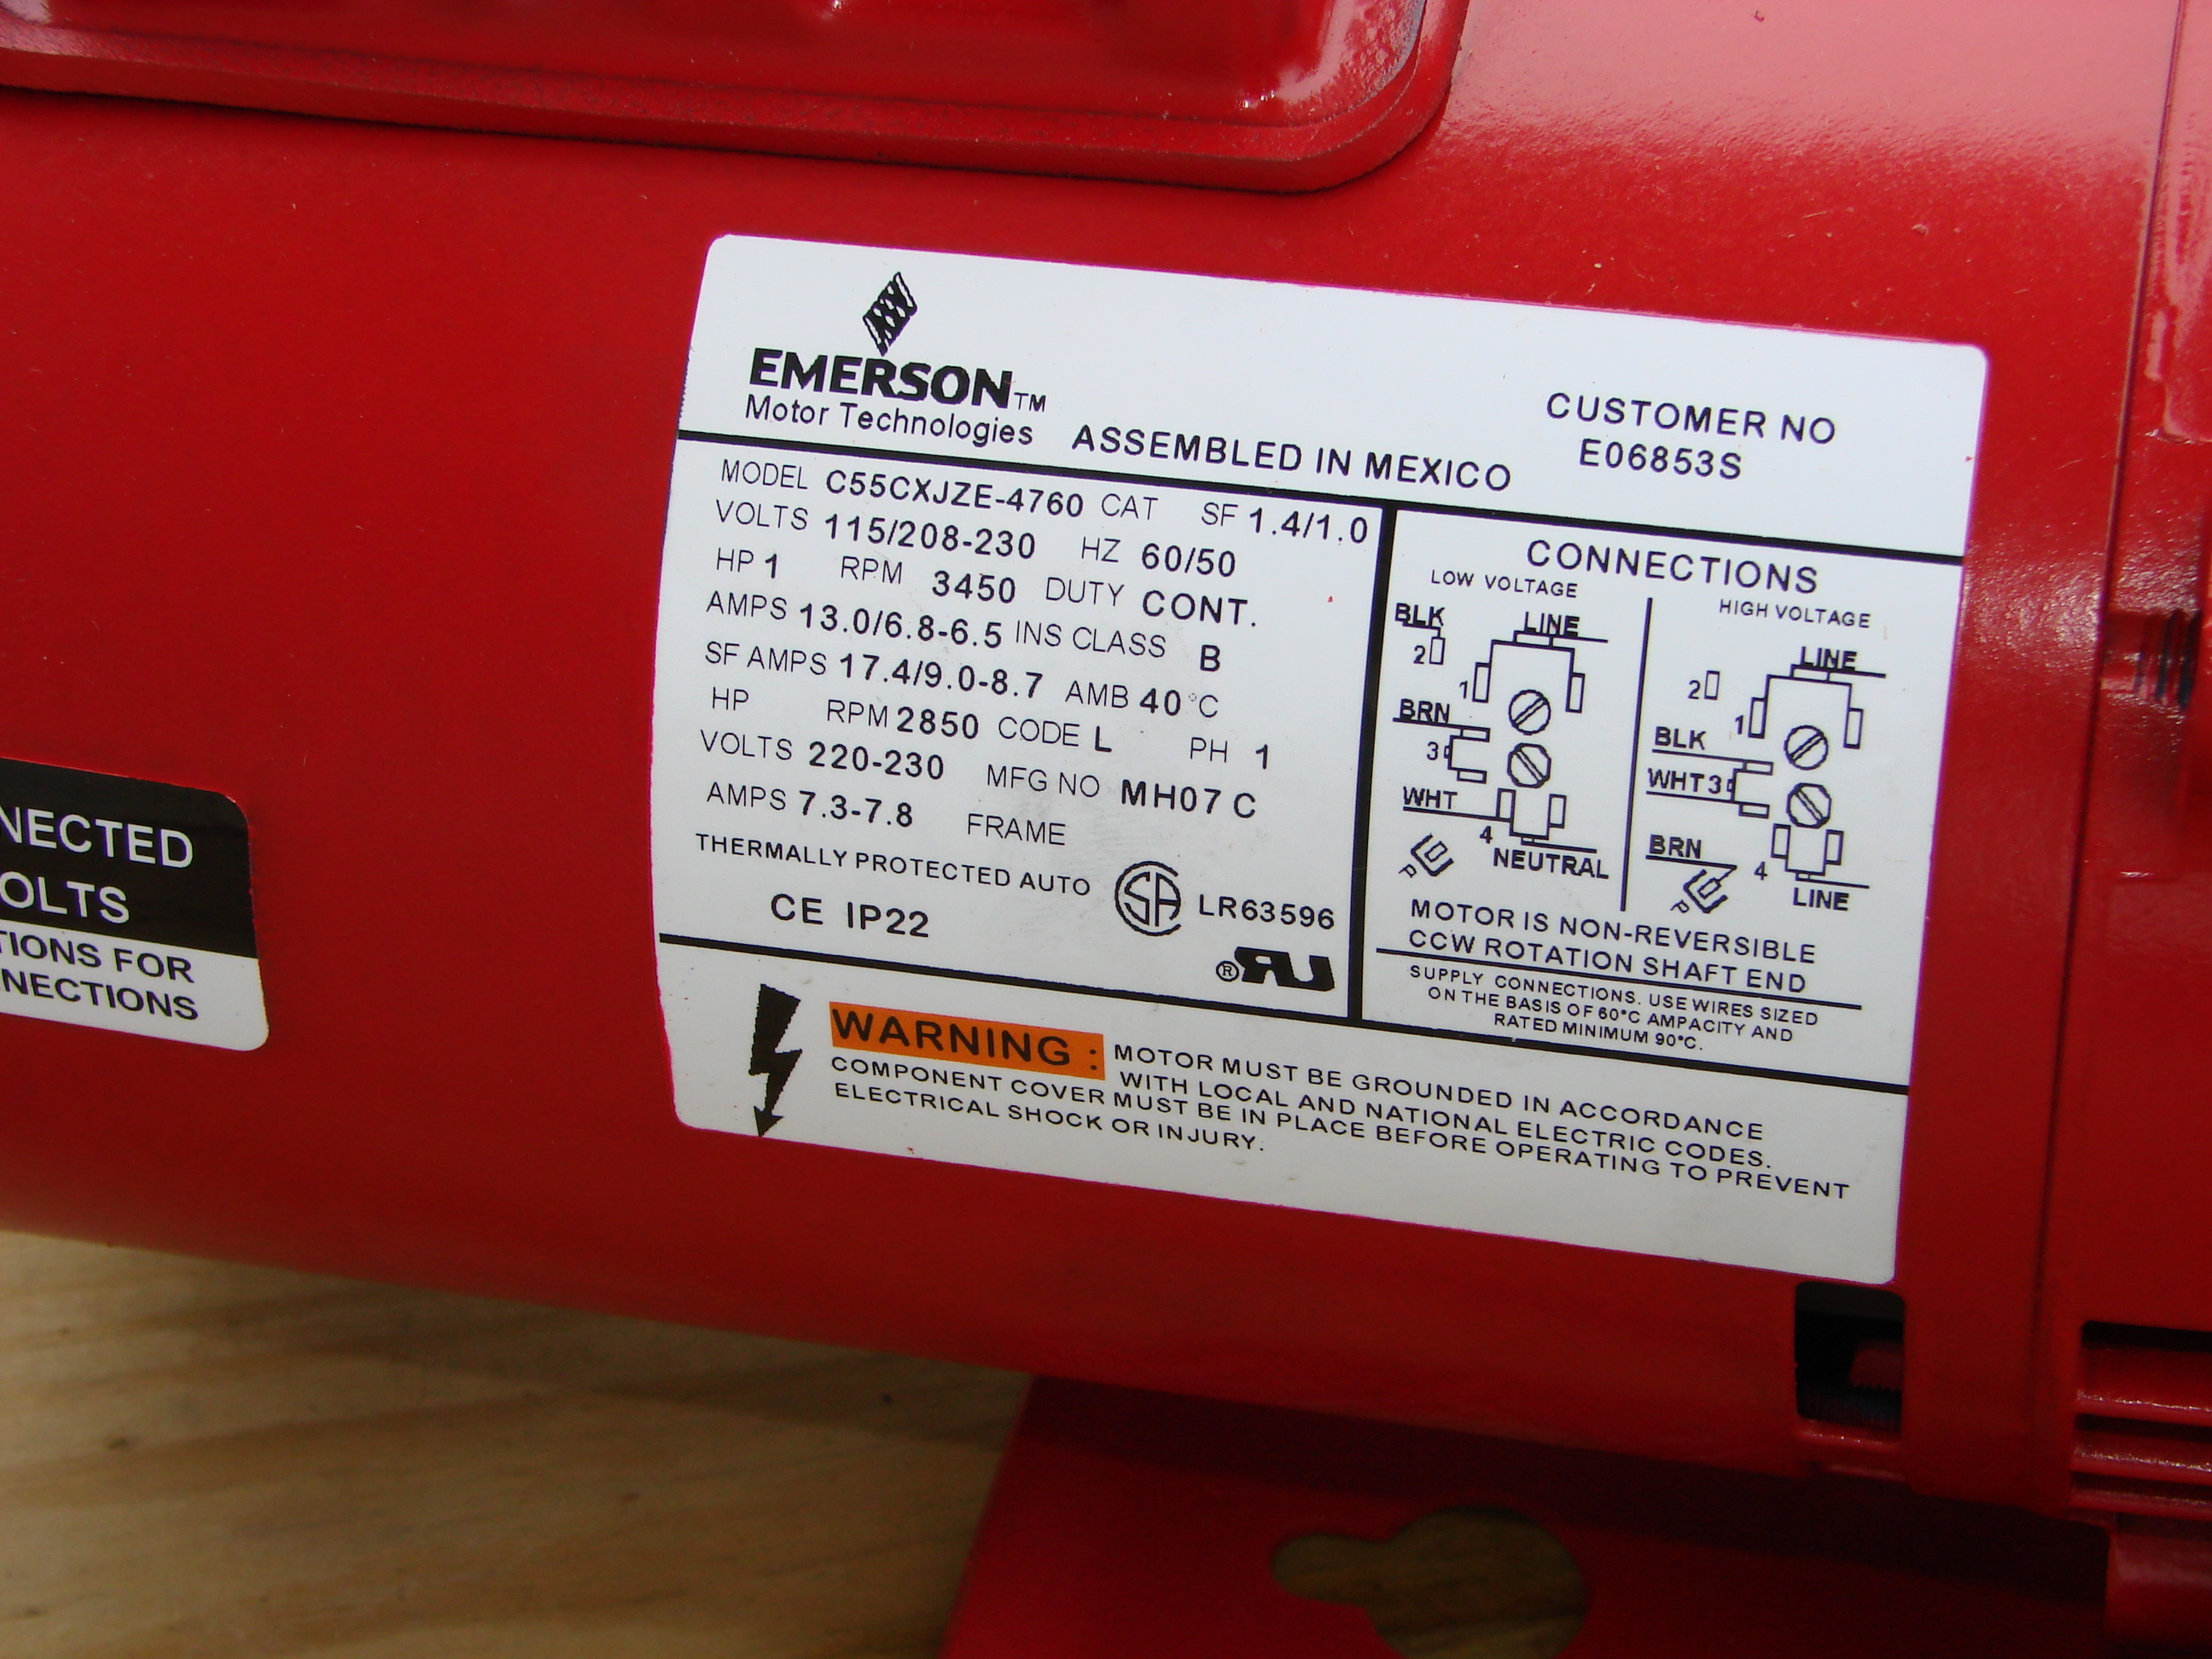 EMERSON™
Motor Technologies
ASSEMBLED IN MEXICO
CUSTOMER NO
E06853S
MODEL C55CXJZE-4760 CAT SF 1.4/1.0
VOLTS 115/208-230 HZ 60/50
HP 1 RPM 3450 DUTY CONT.
AMPS 13.0/6.8-6.5 INS CLASS B
SF AMPS 17.4/9.0-8.7 AMB 40°C
HP RPM 2850 CODE L PH 1
VOLTS 220-230 MFG NO MH07 C
AMPS 7.3-7.8 FRAME
THERMALLY PROTECTED AUTO
CE IP22
SA LR63596
®
CONNECTIONS
LOW VOLTAGE
BLK LINE
2
1
BRN
3
WHT
4
NEUTRAL
HIGH VOLTAGE
LINE
2
1
BLK
WHT 3
BRN
4
LINE
MOTOR IS NON-REVERSIBLE
CCW ROTATION SHAFT END
SUPPLY CONNECTIONS. USE WIRES SIZED
ON THE BASIS OF 60°C AMPACITY AND
RATED MINIMUM 90°C.
WARNING : MOTOR MUST BE GROUNDED IN ACCORDANCE
WITH LOCAL AND NATIONAL ELECTRIC CODES.
COMPONENT COVER MUST BE IN PLACE BEFORE OPERATING TO PREVENT
ELECTRICAL SHOCK OR INJURY.
NECTED
OLTS
TIONS FOR
NNECTIONS